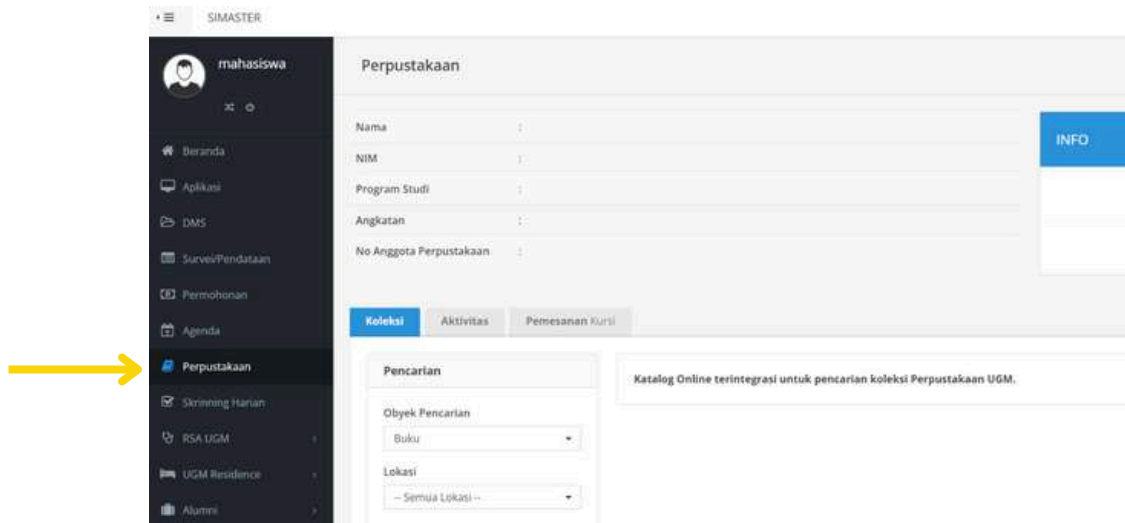 SIMASTER
mahasiswa
Beranda
Aplikasi
DMS
Survei/Pendataan
Permohonan
Agenda
Perpustakaan
Skrinning Harian
RSA UGM
UGM Residence
Alumni
Perpustakaan
Nama :
NIM :
Program Studi :
Angkatan :
No Anggota Perpustakaan :
INFO
Koleksi Aktivitas Pemesanan Kursi
Pencarian
Obyek Pencarian
Buku
Lokasi
-- Semua Lokasi --
Katalog Online terintegrasi untuk pencarian koleksi Perpustakaan UGM.